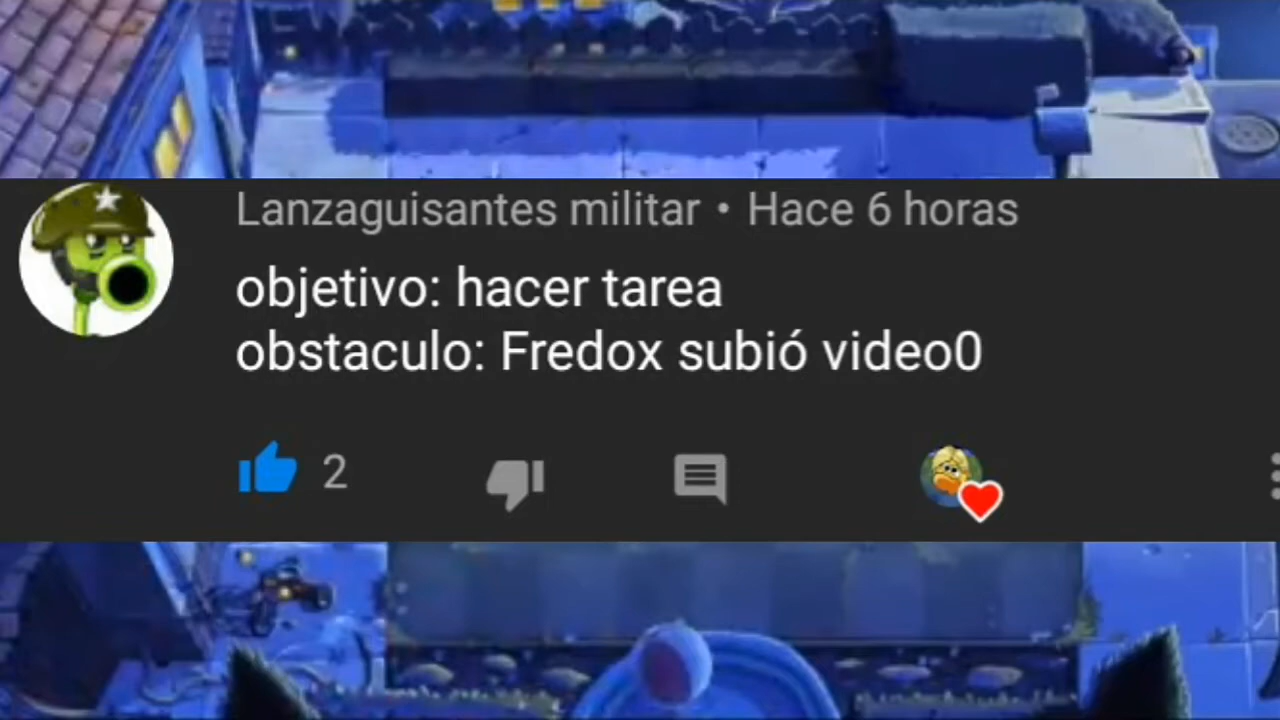 Lanzaguisantes militar • Hace 6 horas
objetivo: hacer tarea
obstaculo: Fredox subió video0
2